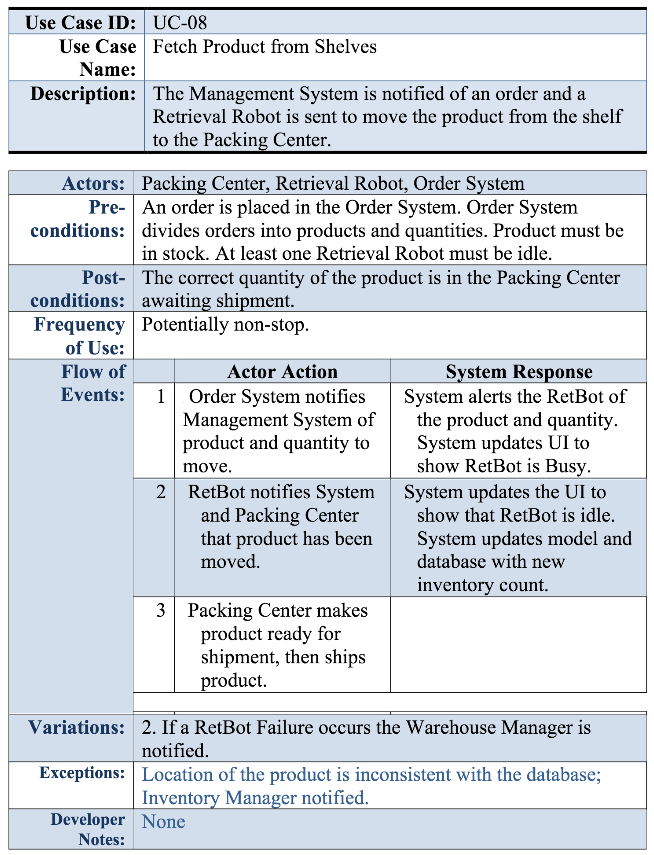 Use Case ID: UC-08
Use Case Fetch Product from Shelves
Name:
Description: The Management System is notified of an order and a
Retrieval Robot is sent to move the product from the shelf
to the Packing Center.
Actors: Packing Center, Retrieval Robot, Order System
Pre- An order is placed in the Order System. Order System
conditions: divides orders into products and quantities. Product must be
in stock. At least one Retrieval Robot must be idle.
Post- The correct quantity of the product is in the Packing Center
conditions: awaiting shipment.
Frequency Potentially non-stop.
of Use:
Flow of
Events:
Actor Action System Response
1 Order System notifies
Management System of
product and quantity to
move.
System alerts the RetBot of
the product and quantity.
System updates UI to
show RetBot is Busy.
2 RetBot notifies System
and Packing Center
that product has been
moved.
System updates the UI to
show that RetBot is idle.
System updates model and
database with new
inventory count.
3 Packing Center makes
product ready for
shipment, then ships
product.
Variations: 2. If a RetBot Failure occurs the Warehouse Manager is
notified.
Exceptions: Location of the product is inconsistent with the database;
Inventory Manager notified.
Developer None
Notes: